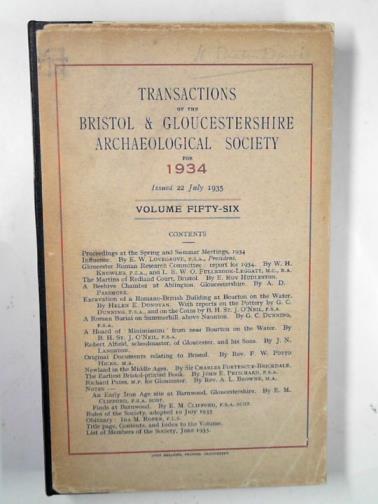 TRANSACTIONS
OF THE
BRISTOL & GLOUCESTERSHIRE
ARCHAEOLOGICAL SOCIETY
FOR
1934
Issued 22 July 1935
VOLUME FIFTY-SIX
CONTENTS
Proceedings at the Spring and Summer Meetings, 1934
By E. W. LOVEGROVE, F.S.A., President.
Gloucester Roman Research Committee: report for 1934. By W. H.
KNOWLES, F.S.A., and L. E. W. O. FULLBROOK-LEGGATT, M.C., B.A.
The Martins of Redland Court, Bristol. By E. HOY MIDDLETON.
A Beehive Chamber at Ablington, Gloucestershire. By A. D.
PASSMORE.
Excavation of a Romano-British Building at Bourton on the Water.
By HELEN E. DONOVAN. With reports on the Pottery by G. C.
DUNNING, F.S.A., and on the Coins by B. H. ST. J. O'NEIL, F.S.A.
A Roman Burial on Summerhill, above Naunton. By G. C. DUNNING,
F.S.A.
A Hoard of 'Minimissimi' from near Bourton on the Water. By
B. H. ST. J. O'NEIL, F.S.A.
Robert Alfeld, schoolmaster, of Gloucester, and his Sons. By J. N.
LANGSTON.
Original Documents relating to Bristol. By REV. F. W. POTTO
HICKS, M.A.
Newland in the Middle Ages. By SIR CHARLES FORTESCUE-BRICKDALE.
The Earliest Bristol-printed Book. By JOHN E. PRITCHARD, F.S.A.
Richard Pates, M.P. for Gloucester. By REV. A. L. BROWNE, M.A.
NOTES —
An Early Iron Age site at Barnwood, Gloucestershire. By E. M.
CLIFFORD, F.S.A. SCOT.
Finds at Barnwood. By E. M. CLIFFORD, F.S.A. SCOT.
Rules of the Society, adopted 10 July 1935
Obituary: IDA M. ROPER, F.L.S.
Title page, Contents, and Index to the Volume.
List of Members of the Society, June 1935.
JOHN BELLOWS, PRINTER, GLOUCESTER